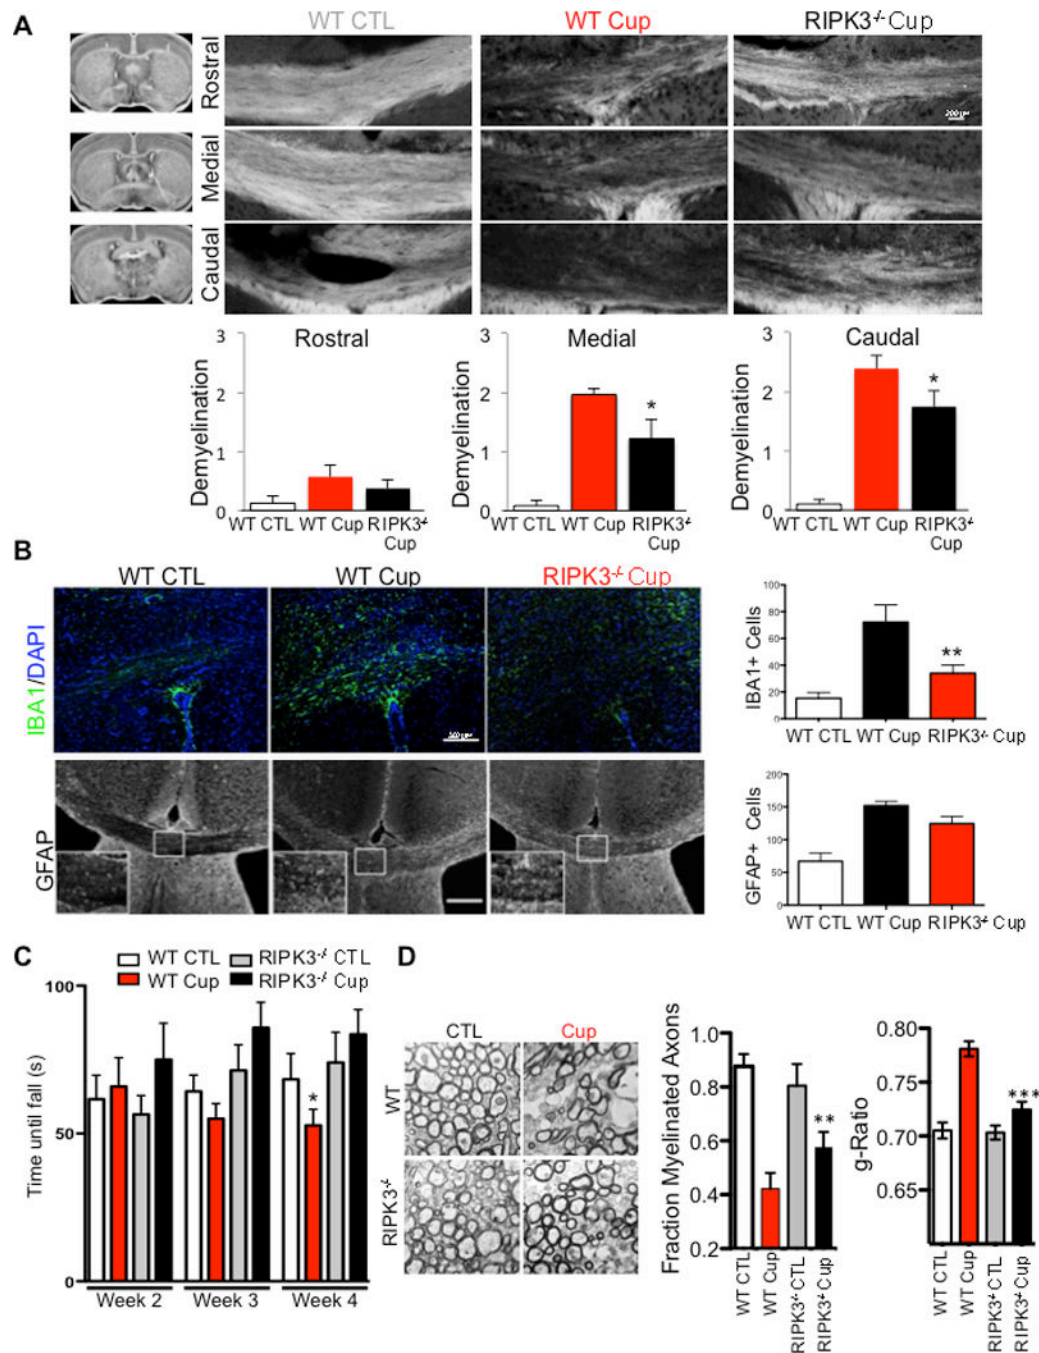 A
WT CTL
WT Cup
RIPK3-/- Cup
Rostral
Medial
Caudal
200 μm
Rostral
Medial
Caudal
Demyelination
3
2
1
0
WT CTL WT Cup RIPK3-/- Cup
Demyelination
3
2
1
0
*
WT CTL WT Cup RIPK3-/- Cup
Demyelination
3
2
1
0
*
WT CTL WT Cup RIPK3-/- Cup
B
WT CTL
WT Cup
RIPK3-/- Cup
IBA1/DAPI
GFAP
IBA1+ Cells
100
80
60
40
20
0
**
WT CTL WT Cup RIPK3-/- Cup
GFAP+ Cells
200
150
100
50
0
WT CTL WT Cup RIPK3-/- Cup
C
WT CTL
RIPK3-/- CTL
WT Cup
RIPK3-/- Cup
Time until fall (s)
100
50
0
*
Week 2
Week 3
Week 4
D
CTL
Cup
WT
RIPK3-/-
Fraction Myelinated Axons
1.0
0.8
0.6
0.4
0.2
**
WT CTL
WT Cup
RIPK3-/- CTL
RIPK3-/- Cup
g-Ratio
0.80
0.75
0.70
0.65
***
WT CTL
WT Cup
RIPK3-/- CTL
RIPK3-/- Cup